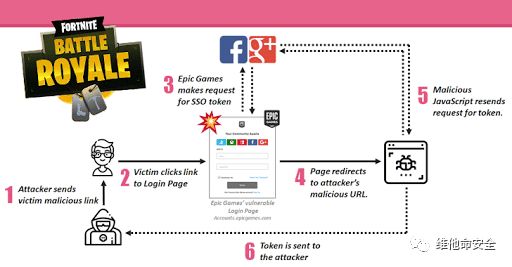 FORTNITE
BATTLE
ROYALE
f g+
3 Epic Games
makes request
for SSO token
5 Malicious
JavaScript resends
request for token.
EPIC
GAMES
1 Attacker sends
victim malicious link
2 Victim clicks link
to Login Page
4 Page redirects
to attacker's
malicious URL.
Epic Games' vulnerable
Login Page
Accounts.epicgames.com
6 Token is sent to
the attacker
维他命安全